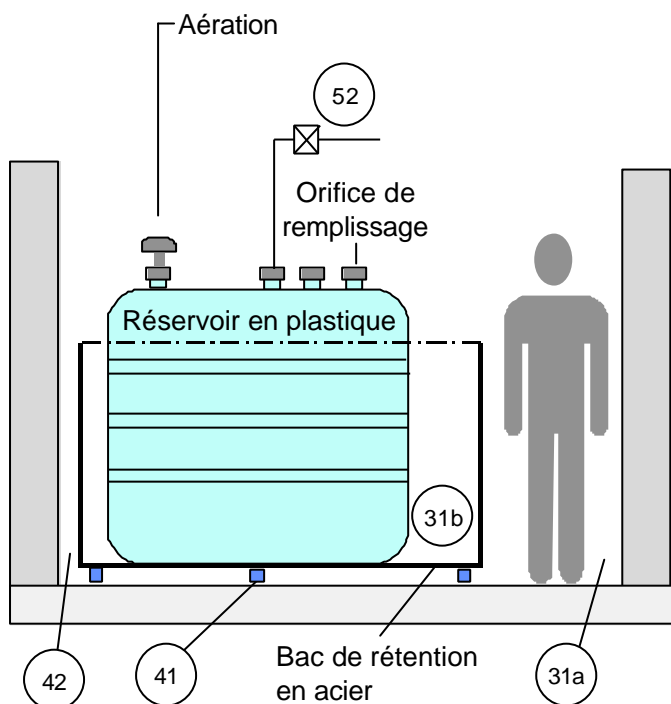 Aération
52
Orifice de
remplissage
Réservoir en plastique
31b
42
41
Bac de rétention
en acier
31a